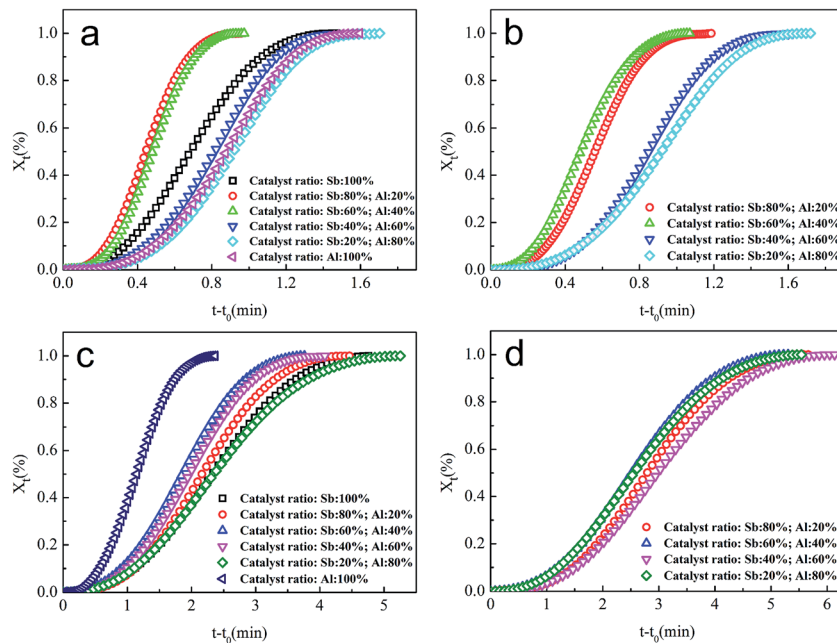 a
1.0
0.8
0.6
0.4
0.2
0.0
X_t(%)
Catalyst ratio: Sb:100%
Catalyst ratio: Sb:80%; Al:20%
Catalyst ratio: Sb:60%; Al:40%
Catalyst ratio: Sb:40%; Al:60%
Catalyst ratio: Sb:20%; Al:80%
Catalyst ratio: Al:100%
0.0 0.4 0.8 1.2 1.6
t-t_0(min)
b
1.0
0.8
0.6
0.4
0.2
0.0
X_t(%)
Catalyst ratio: Sb:80%; Al:20%
Catalyst ratio: Sb:60%; Al:40%
Catalyst ratio: Sb:40%; Al:60%
Catalyst ratio: Sb:20%; Al:80%
0.0 0.4 0.8 1.2 1.6
t-t_0(min)
c
1.0
0.8
0.6
0.4
0.2
0.0
X_t(%)
Catalyst ratio: Sb:100%
Catalyst ratio: Sb:80%; Al:20%
Catalyst ratio: Sb:60%; Al:40%
Catalyst ratio: Sb:40%; Al:60%
Catalyst ratio: Sb:20%; Al:80%
Catalyst ratio: Al:100%
0 1 2 3 4 5
t-t_0(min)
d
1.0
0.8
0.6
0.4
0.2
0.0
X_t(%)
Catalyst ratio: Sb:80%; Al:20%
Catalyst ratio: Sb:60%; Al:40%
Catalyst ratio: Sb:40%; Al:60%
Catalyst ratio: Sb:20%; Al:80%
0 1 2 3 4 5 6
t-t_0(min)